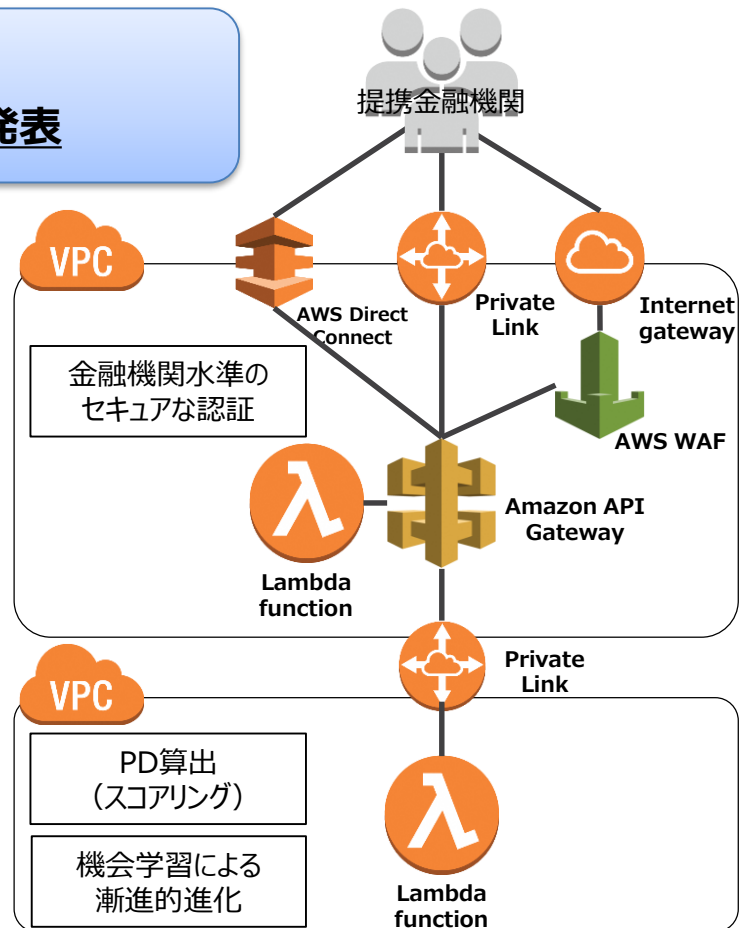 発表
提携金融機関
VPC
AWS Direct
Connect
Private
Link
Internet
gateway
金融機関水準の
セキュアな認証
AWS WAF
Amazon API
Gateway
Lambda
function
Private
Link
VPC
PD算出
（スコアリング）
機会学習による
漸進的進化
Lambda
function